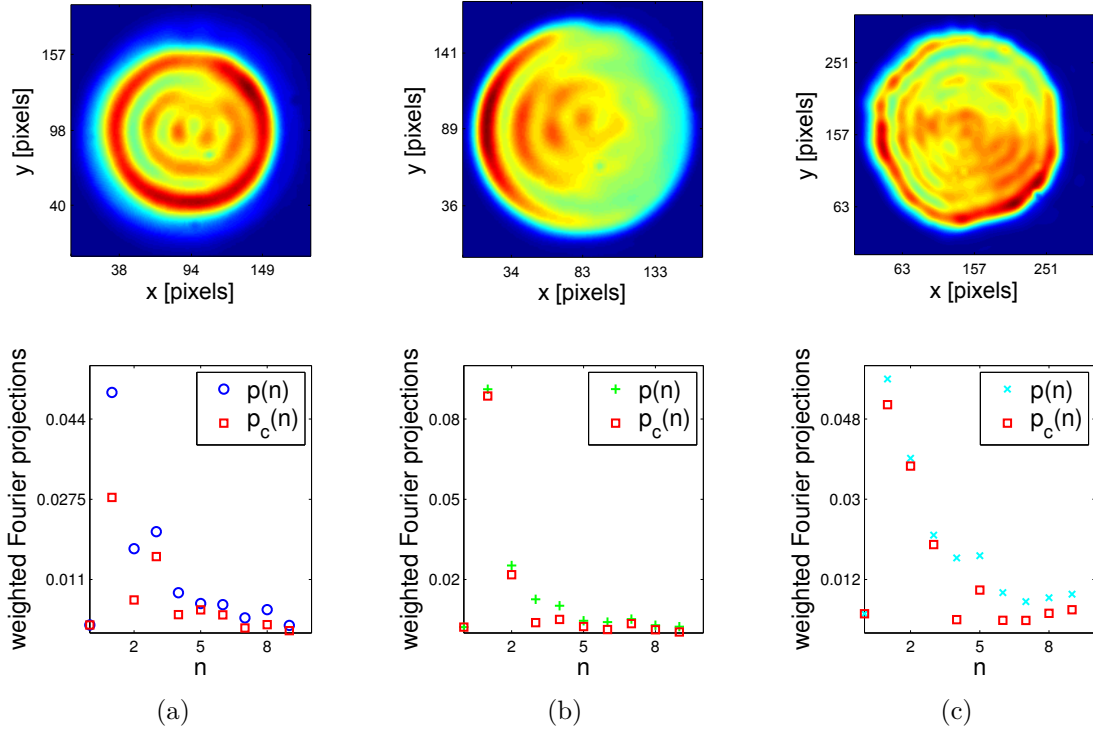 157
98
40
y [pixels]
38 94 149
x [pixels]
141
89
36
y [pixels]
34 83 133
x [pixels]
251
157
63
y [pixels]
63 157 251
x [pixels]
weighted Fourier projections
0.044
0.0275
0.011
2 5 8
n
p(n)
p_c(n)
(a)
weighted Fourier projections
0.08
0.05
0.02
2 5 8
n
p(n)
p_c(n)
(b)
weighted Fourier projections
0.048
0.03
0.012
2 5 8
n
p(n)
p_c(n)
(c)